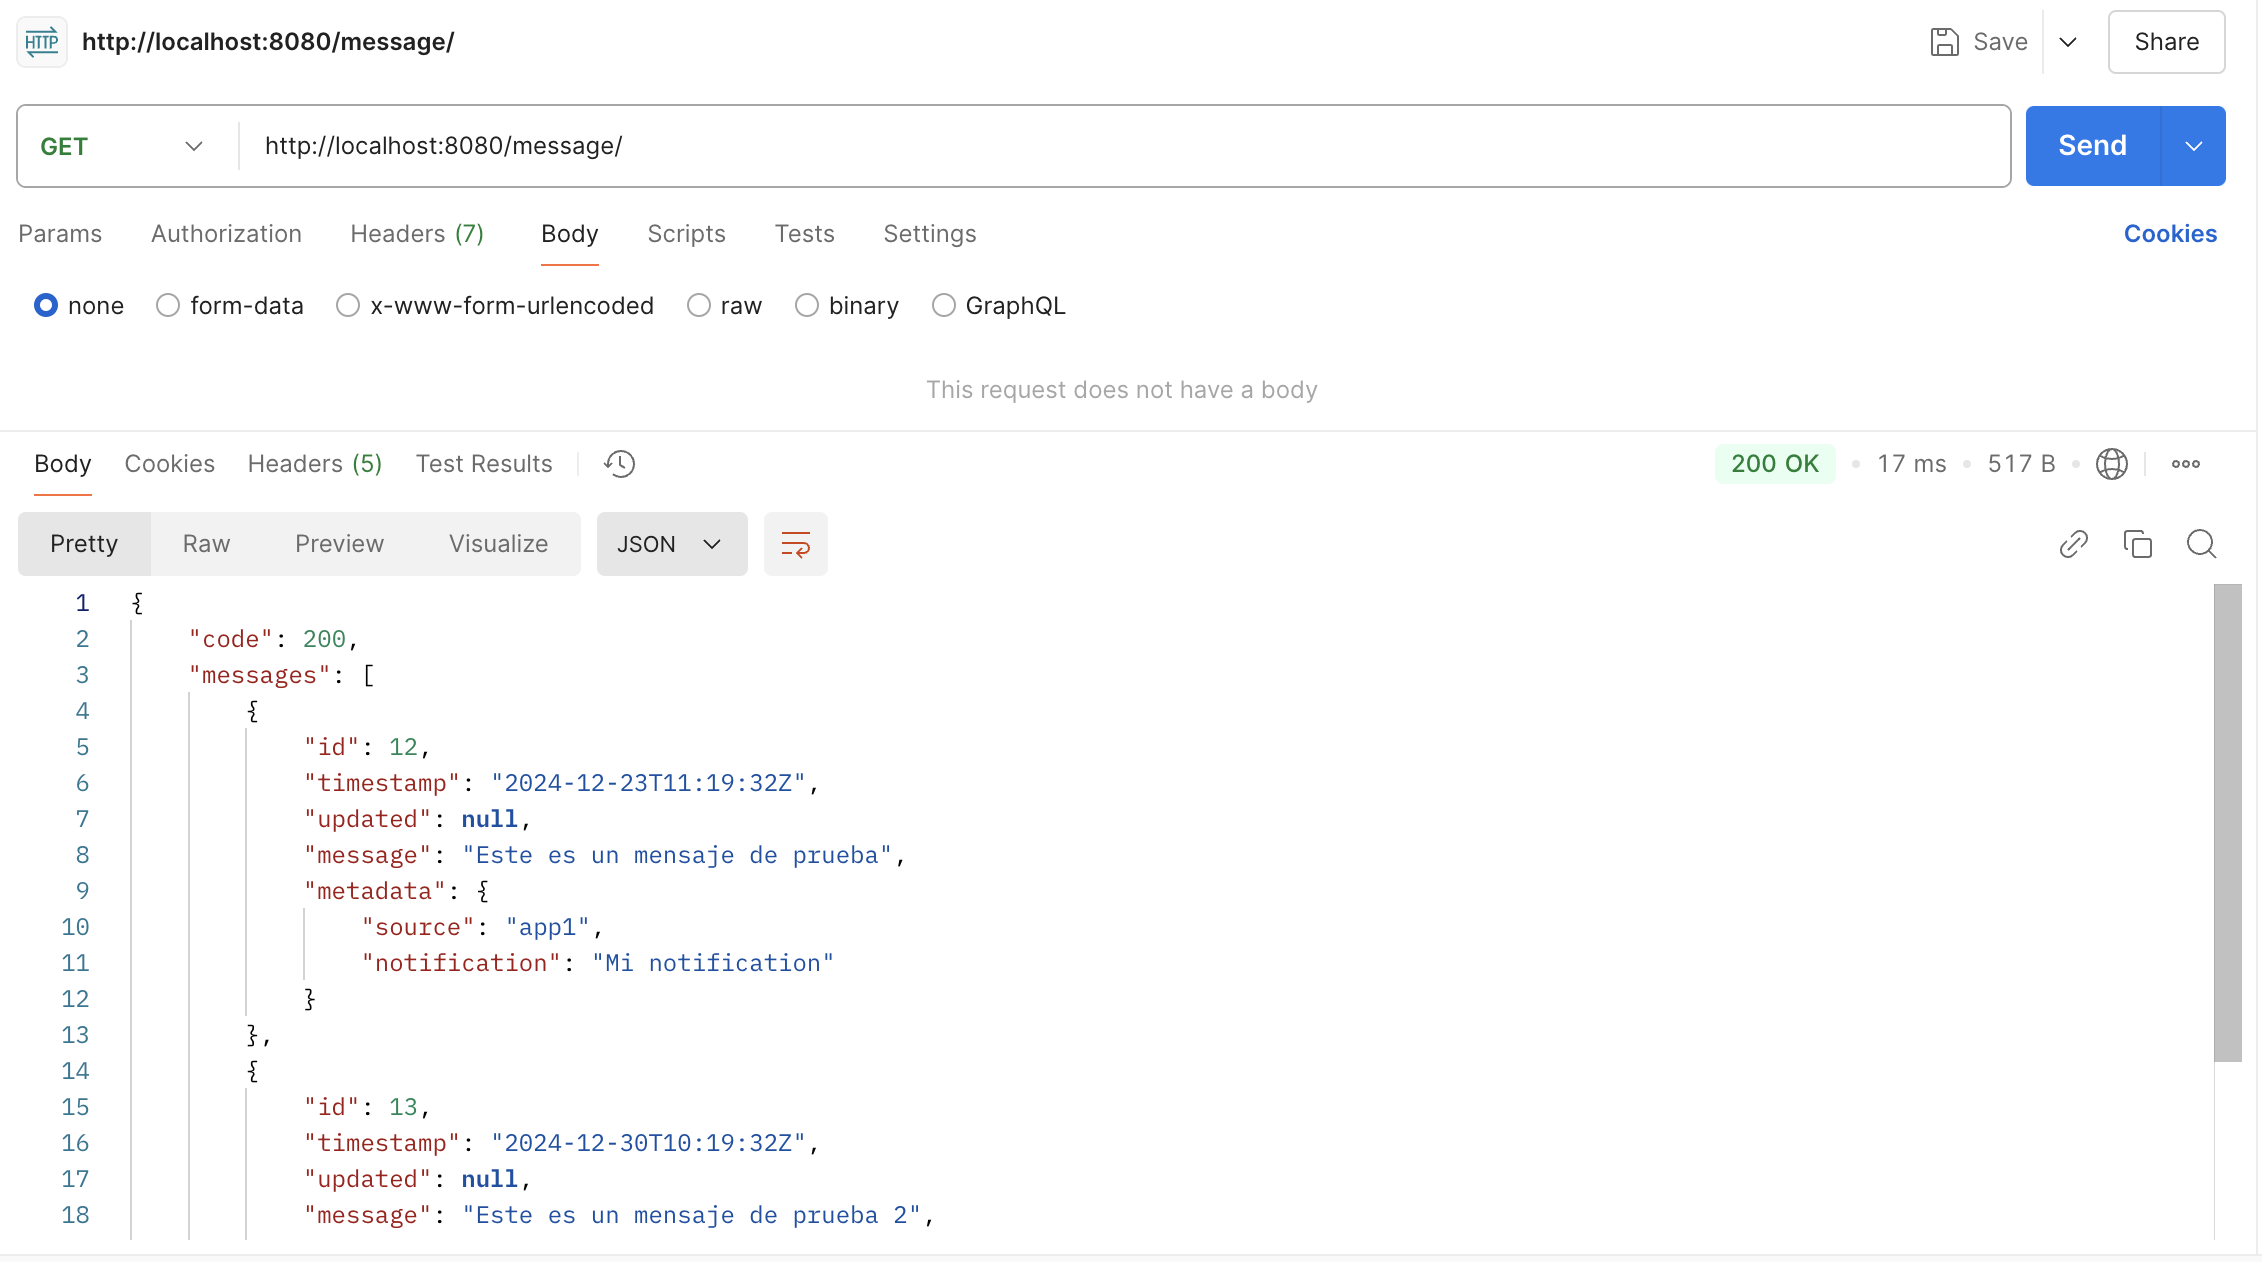 HTTP http://localhost:8080/message/ Save Share
GET http://localhost:8080/message/ Send
Params Authorization Headers (7) Body Scripts Tests Settings Cookies
none form-data x-www-form-urlencoded raw binary GraphQL
This request does not have a body
Body Cookies Headers (5) Test Results 200 OK 17 ms 517 B
Pretty Raw Preview Visualize JSON
1 {
2 "code": 200,
3 "messages": [
4 {
5 "id": 12,
6 "timestamp": "2024-12-23T11:19:32Z",
7 "updated": null,
8 "message": "Este es un mensaje de prueba",
9 "metadata": {
10 "source": "app1",
11 "notification": "Mi notification"
12 }
13 },
14 {
15 "id": 13,
16 "timestamp": "2024-12-30T10:19:32Z",
17 "updated": null,
18 "message": "Este es un mensaje de prueba 2",